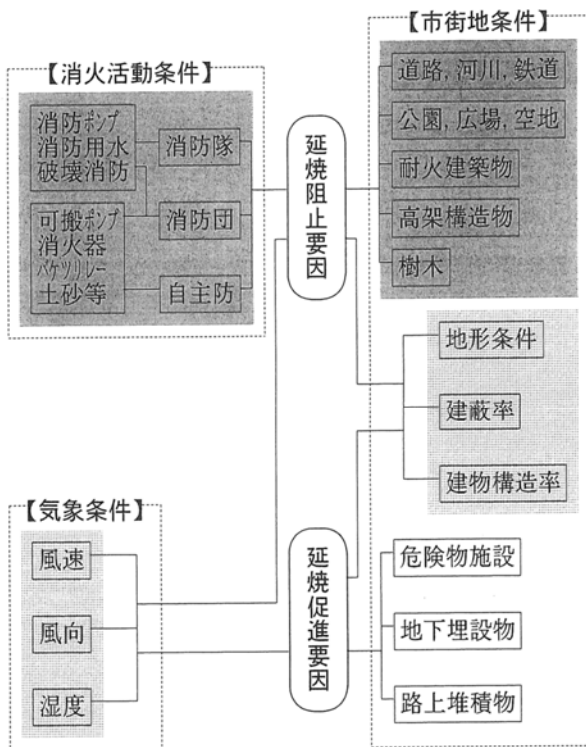 【消火活動条件】
消防ポンプ
消防用水
破壊消防
消防隊
可搬ポンプ
消火器
バケツリレー
土砂等
消防団
自主防
延焼阻止要因
【市街地条件】
道路, 河川, 鉄道
公園, 広場, 空地
耐火建築物
高架構造物
樹木
地形条件
建蔽率
建物構造率
【気象条件】
風速
風向
湿度
延焼促進要因
危険物施設
地下埋設物
路上堆積物